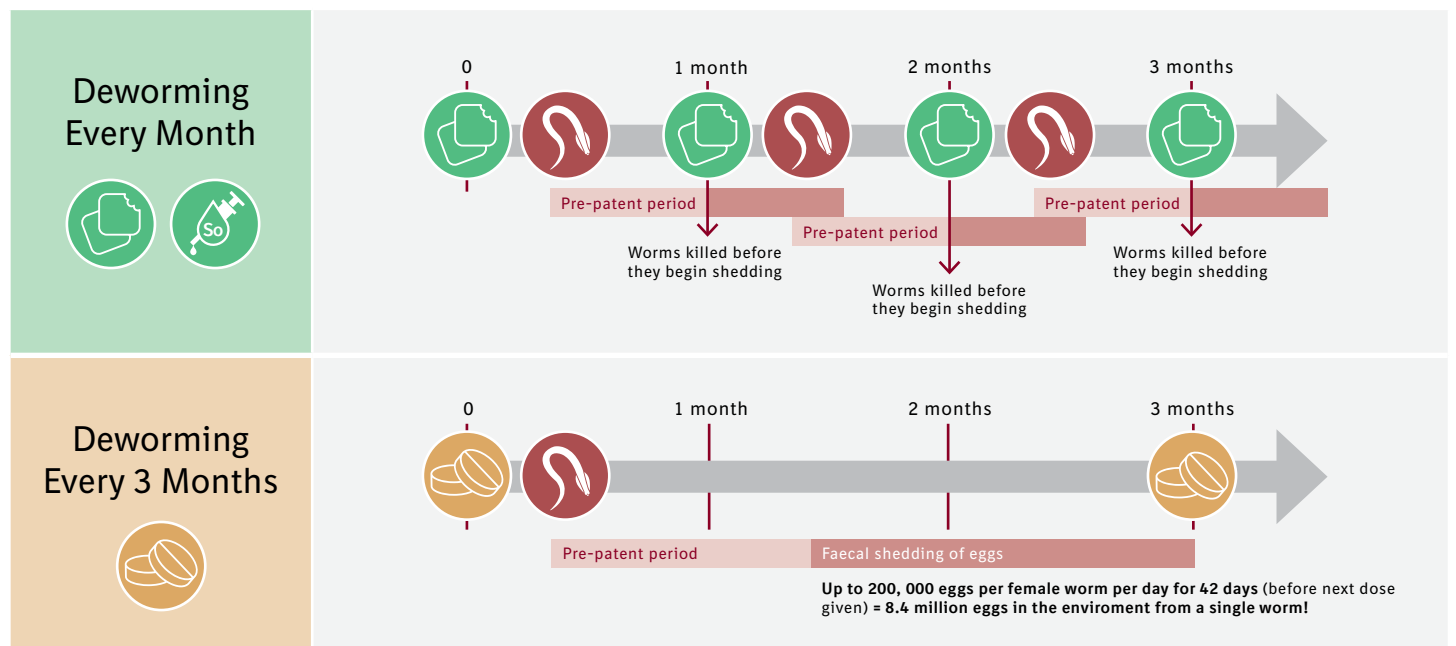 Deworming
Every Month
So
0
1 month
2 months
3 months
Pre-patent period
Pre-patent period
Pre-patent period
Worms killed before
they begin shedding
Worms killed before
they begin shedding
Worms killed before
they begin shedding
Deworming
Every 3 Months
0
1 month
2 months
3 months
Pre-patent period
Faecal shedding of eggs
Up to 200, 000 eggs per female worm per day for 42 days (before next dose
given) = 8.4 million eggs in the enviroment from a single worm!